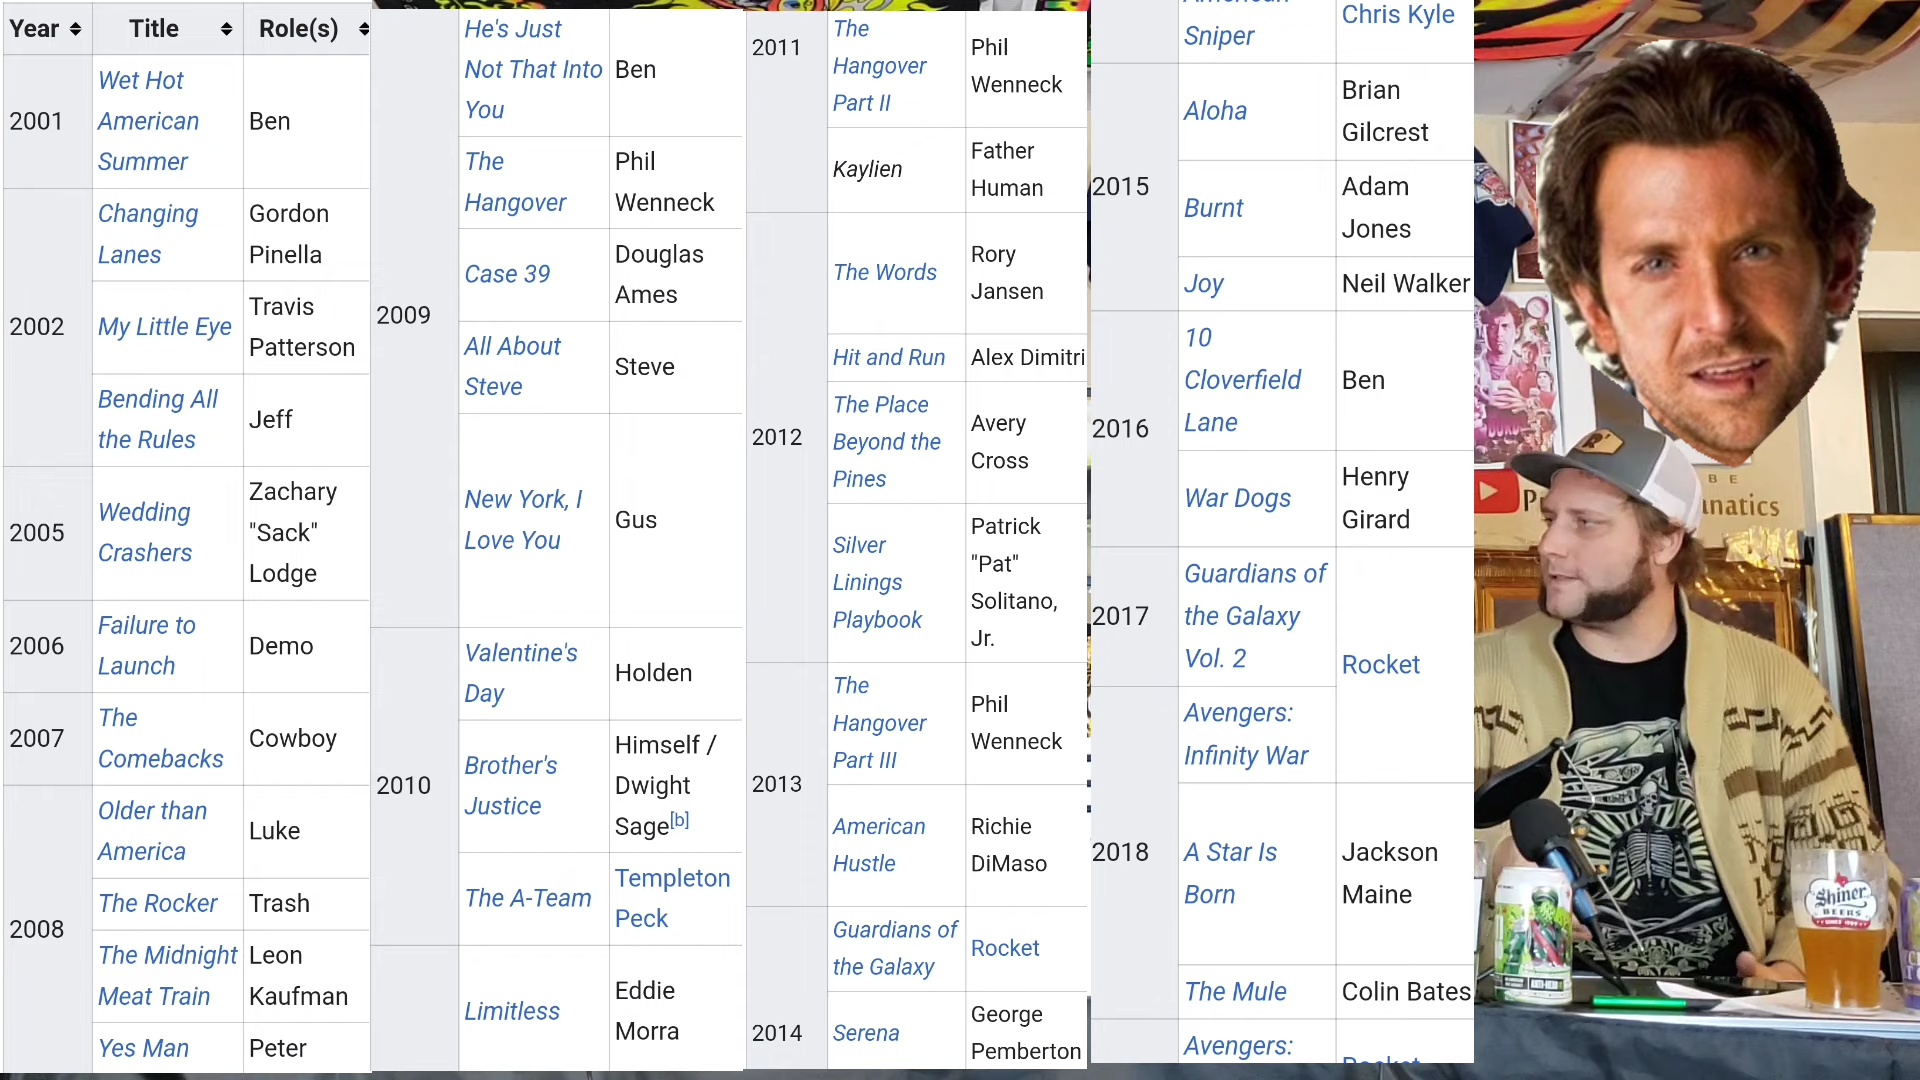 Year Title Role(s)
2001
Wet Hot
American
Summer
Ben
2002
Changing
Lanes
Gordon
Pinella
My Little Eye
Travis
Patterson
Bending All
the Rules
Jeff
2005
Wedding
Crashers
Zachary
"Sack"
Lodge
2006
Failure to
Launch
Demo
2007
The
Comebacks
Cowboy
2008
Older than
America
Luke
The Rocker
Trash
The Midnight
Meat Train
Leon
Kaufman
Yes Man
Peter
2009
He's Just
Not That Into
You
Ben
The
Hangover
Phil
Wenneck
Case 39
Douglas
Ames
All About
Steve
Steve
New York, I
Love You
Gus
2010
Valentine's
Day
Holden
Brother's
Justice
Himself /
Dwight
Sage[b]
The A-Team
Templeton
Peck
Limitless
Eddie
Morra
2011
The
Hangover
Part II
Phil
Wenneck
Kaylien
Father
Human
2012
The Words
Rory
Jansen
Hit and Run
Alex Dimitri
The Place
Beyond the
Pines
Avery
Cross
Silver
Linings
Playbook
Patrick
"Pat"
Solitano,
Jr.
2013
The
Hangover
Part III
Phil
Wenneck
American
Hustle
Richie
DiMaso
2014
Guardians of
the Galaxy
Rocket
Serena
George
Pemberton
American
Sniper
Chris Kyle
2015
Aloha
Brian
Gilcrest
Burnt
Adam
Jones
Joy
Neil Walker
2016
10
Cloverfield
Lane
Ben
War Dogs
Henry
Girard
2017
Guardians of
the Galaxy
Vol. 2
Rocket
2018
Avengers:
Infinity War
A Star Is
Born
Jackson
Maine
The Mule
Colin Bates
Avengers:
Rocket
BE
anatics
Shiner
BEERS